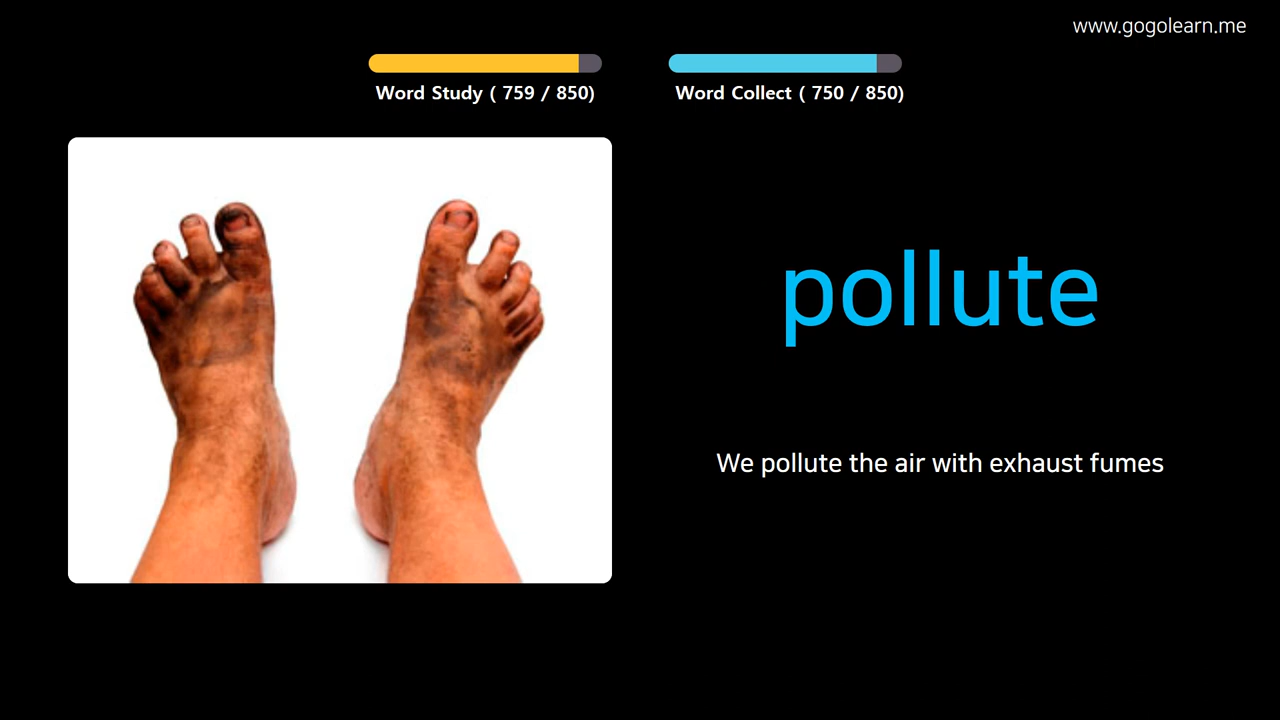 www.gogolearn.me
Word Study ( 759 / 850)
Word Collect ( 750 / 850)
pollute
We pollute the air with exhaust fumes